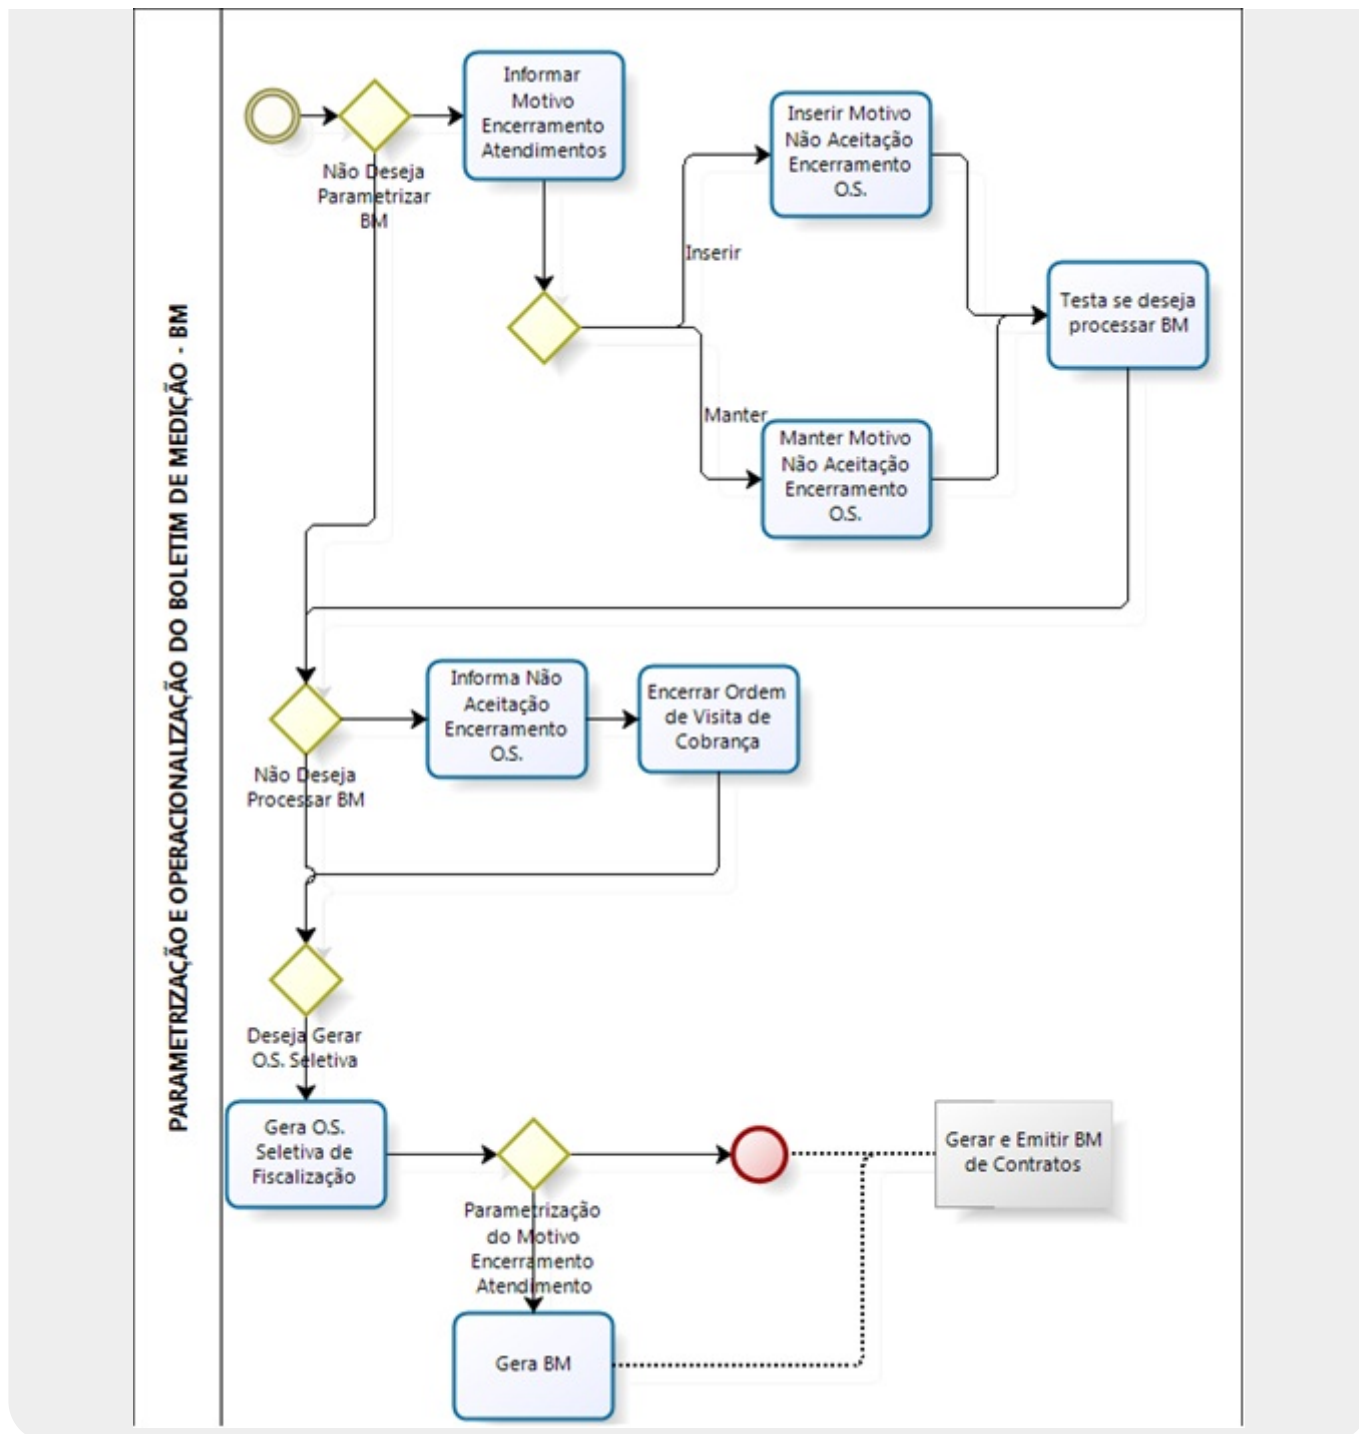 PARAMETRIZAÇÃO E OPERACIONALIZAÇÃO DO BOLETIM DE MEDIÇÃO - BM
Não Deseja
Parametrizar
BM
Informar
Motivo
Encerramento
Atendimentos
Inserir
Inserir Motivo
Não Aceitação
Encerramento
O.S.
Manter
Manter Motivo
Não Aceitação
Encerramento
O.S.
Testa se deseja
processar BM
Não Deseja
Processar BM
Informa Não
Aceitação
Encerramento
O.S.
Encerrar Ordem
de Visita de
Cobrança
Deseja Gerar
O.S. Seletiva
Gera O.S.
Seletiva de
Fiscalização
Parametrização
do Motivo
Encerramento
Atendimento
Gerar e Emitir BM
de Contratos
Gera BM